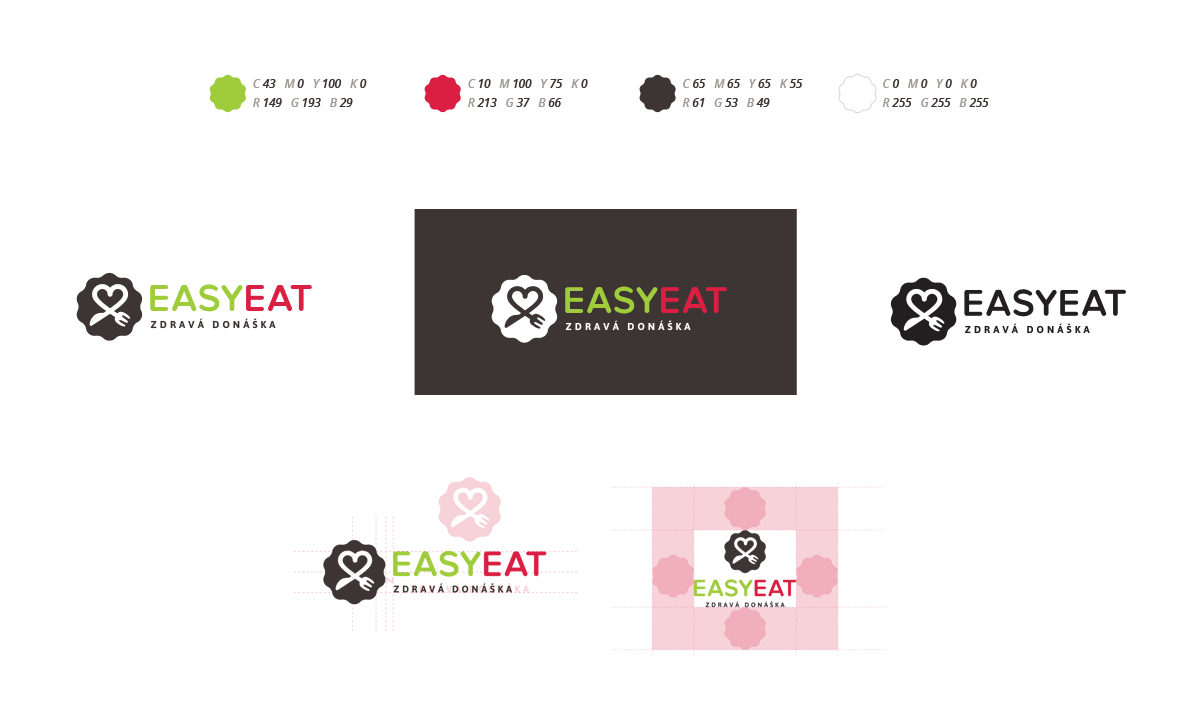 C 43 M 0 Y 100 K 0
R 149 G 193 B 29
C 10 M 100 Y 75 K 0
R 213 G 37 B 66
C 65 M 65 Y 65 K 55
R 61 G 53 B 49
C 0 M 0 Y 0 K 0
R 255 G 255 B 255
EASYEAT
ZDRAVÁ DONÁŠKA
EASYEAT
ZDRAVÁ DONÁŠKA
EASYEAT
ZDRAVÁ DONÁŠKA
EASYEAT
ZDRAVÁ DONÁŠKA
EASYEAT
ZDRAVÁ DONÁŠKA